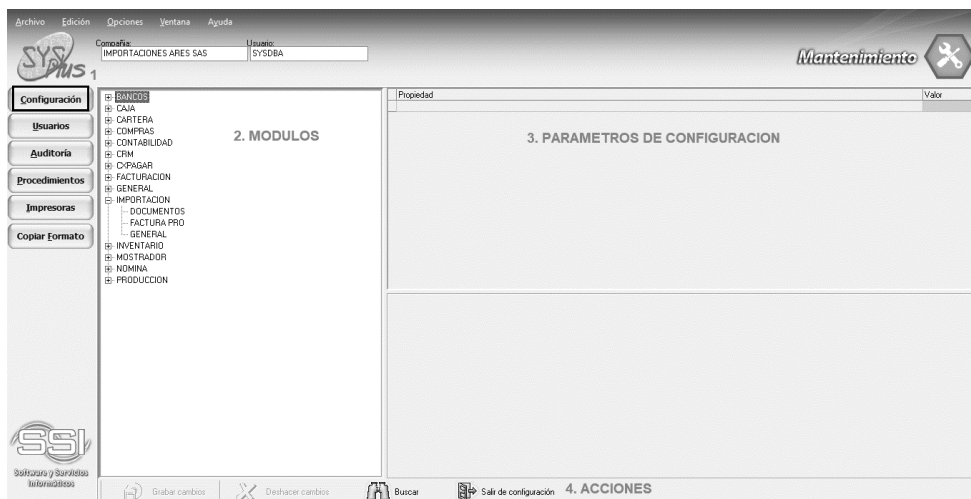 Archivo Edición Opciones Ventana Ayuda
Compañia: Usuario:
IMPORTACIONES ARES SAS SYSDBA
SYS Plus 1
Mantenimiento
Configuración
Usuarios
Auditoría
Procedimientos
Impresoras
Copiar Formato
BANCOS
CAJA
CARTERA
COMPRAS
CONTABILIDAD
CRM
CXPAGAR
FACTURACION
GENERAL
IMPORTACION
DOCUMENTOS
FACTURA PRO
GENERAL
INVENTARIO
MOSTRADOR
NOMINA
PRODUCCION
2. MODULOS
Propiedad Valor
3. PARAMETROS DE CONFIGURACION
SSI
Software y Servicios
Informáticos
Grabar cambios Deshacer cambios Buscar Salir de configuración 4. ACCIONES